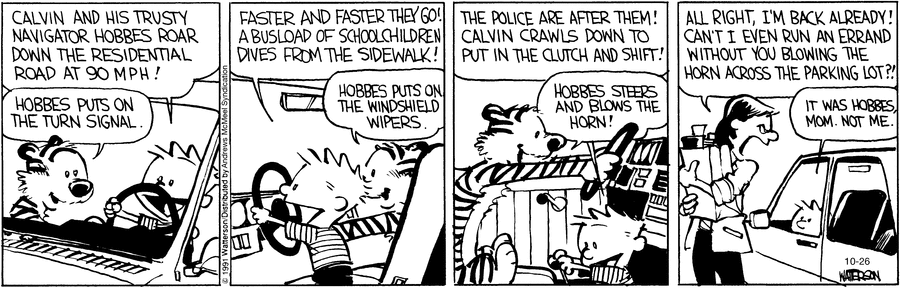 CALVIN AND HIS TRUSTY
NAVIGATOR HOBBES ROAR
DOWN THE RESIDENTIAL
ROAD AT 90 MPH!
HOBBES PUTS ON
THE TURN SIGNAL.
© 1991 Watterson/Distributed by Andrews McMeel Syndication
FASTER AND FASTER THEY GO!
A BUSLOAD OF SCHOOLCHILDREN
DIVES FROM THE SIDEWALK!
HOBBES PUTS ON
THE WINDSHIELD
WIPERS.
THE POLICE ARE AFTER THEM!
CALVIN CRAWLS DOWN TO
PUT IN THE CLUTCH AND SHIFT!
HOBBES STEERS
AND BLOWS THE
HORN!
ALL RIGHT, I'M BACK ALREADY!
CAN'T I EVEN RUN AN ERRAND
WITHOUT YOU BLOWING THE
HORN ACROSS THE PARKING LOT?!
IT WAS HOBBES,
MOM. NOT ME.
10-26
WATTERSON